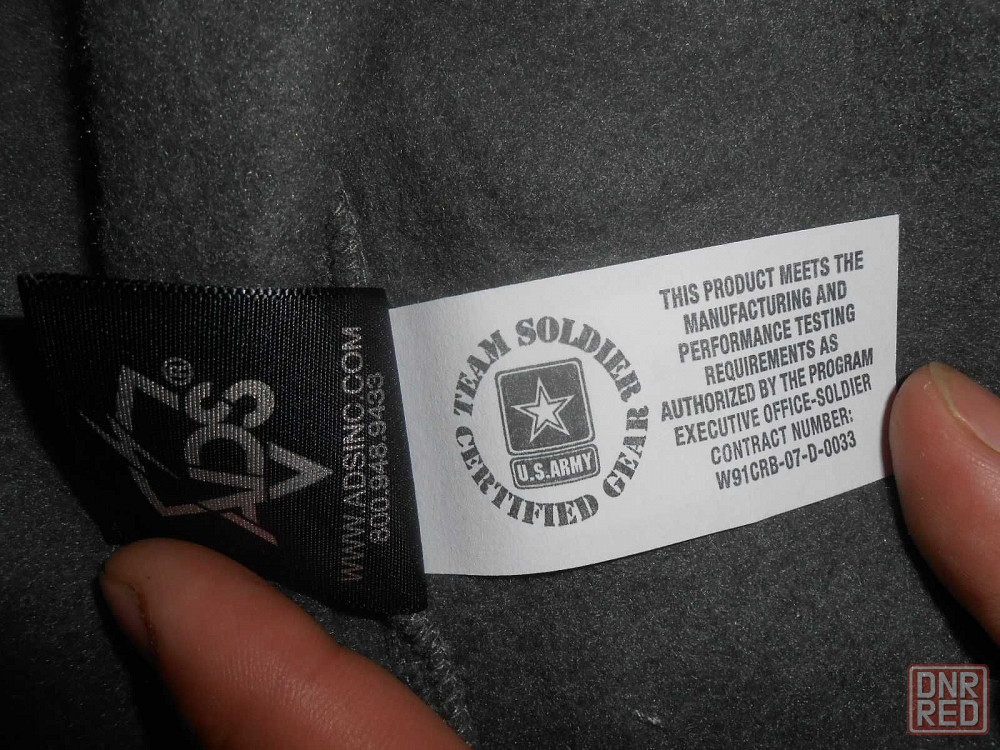 ADS®
WWW.ADSINC.COM
800.948.9433
TEAM SOLDIER
CERTIFIED GEAR
U.S.ARMY
THIS PRODUCT MEETS THE
MANUFACTURING AND
PERFORMANCE TESTING
REQUIREMENTS AS
AUTHORIZED BY THE PROGRAM
EXECUTIVE OFFICE-SOLDIER
CONTRACT NUMBER:
W91CRB-07-D-0033
DNR
RED